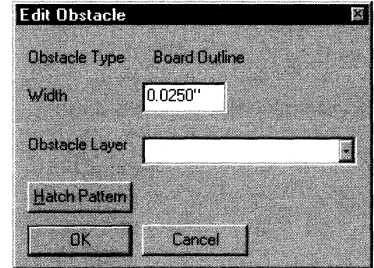 Edit Obstacle
Obstacle Type Board Outline
Width 0.0250"
Obstacle Layer
Hatch Pattern
OK Cancel